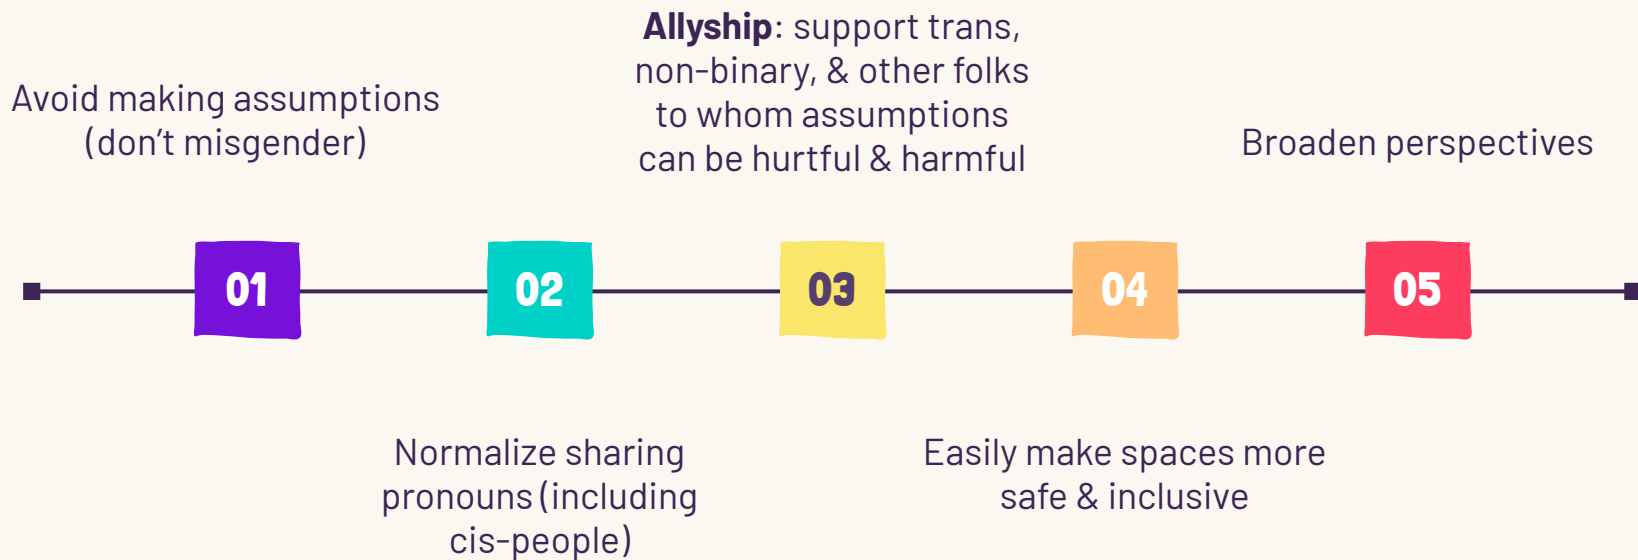 Avoid making assumptions
(don’t misgender)
01
Normalize sharing
pronouns (including
cis-people)
02
Allyship: support trans,
non-binary, & other folks
to whom assumptions
can be hurtful & harmful
03
Easily make spaces more
safe & inclusive
04
Broaden perspectives
05